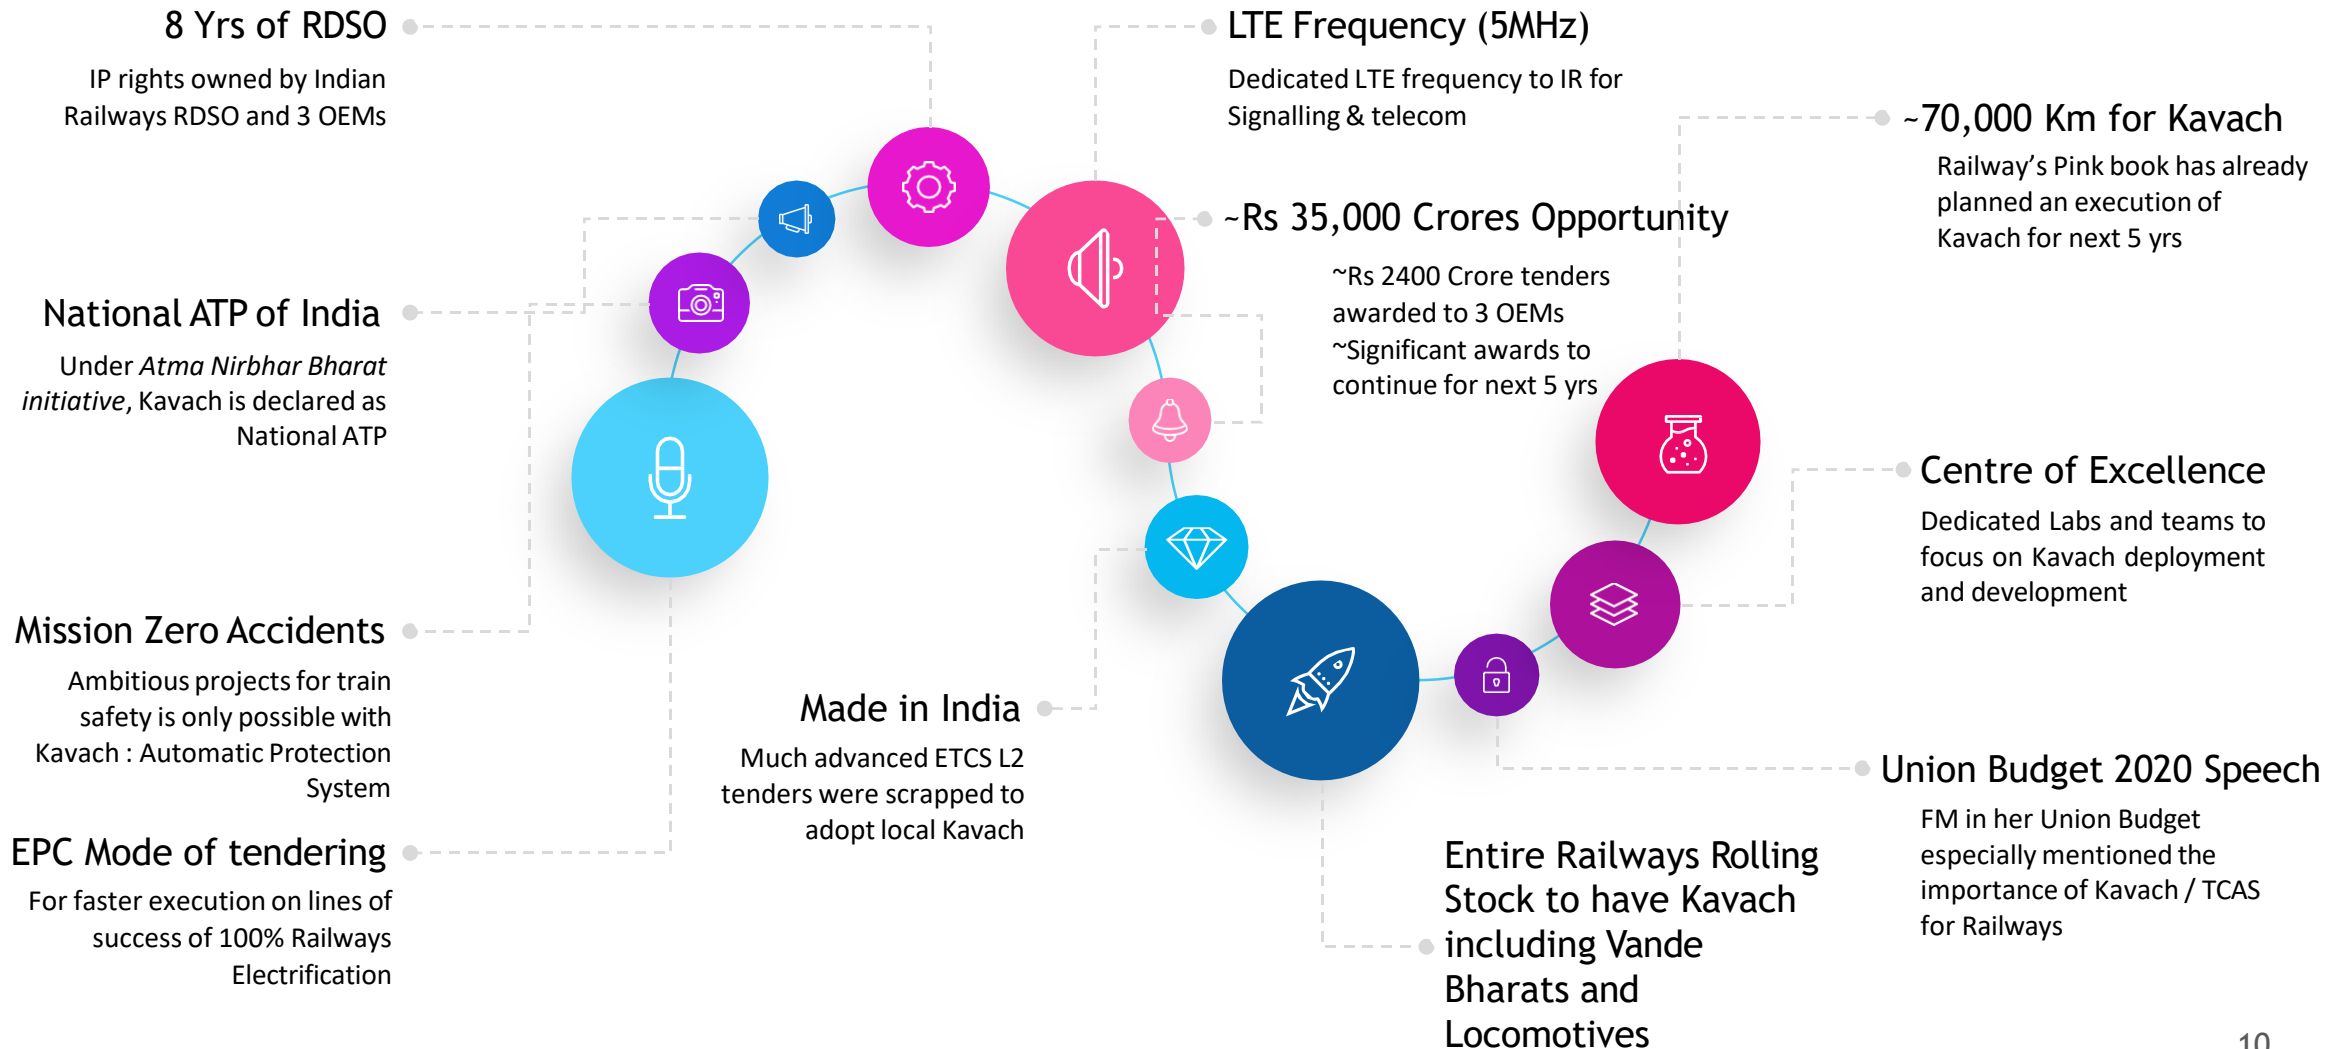 8 Yrs of RDSO
IP rights owned by Indian
Railways RDSO and 3 OEMs
National ATP of India
Under Atma Nirbhar Bharat
initiative, Kavach is declared as
National ATP
Mission Zero Accidents
Ambitious projects for train
safety is only possible with
Kavach : Automatic Protection
System
EPC Mode of tendering
For faster execution on lines of
success of 100% Railways
Electrification
LTE Frequency (5MHz)
Dedicated LTE frequency to IR for
Signalling & telecom
~Rs 35,000 Crores Opportunity
~Rs 2400 Crore tenders
awarded to 3 OEMs
~Significant awards to
continue for next 5 yrs
Made in India
Much advanced ETCS L2
tenders were scrapped to
adopt local Kavach
Entire Railways Rolling
Stock to have Kavach
including Vande
Bharats and
Locomotives
~70,000 Km for Kavach
Railway’s Pink book has already
planned an execution of
Kavach for next 5 yrs
Centre of Excellence
Dedicated Labs and teams to
focus on Kavach deployment
and development
Union Budget 2020 Speech
FM in her Union Budget
especially mentioned the
importance of Kavach / TCAS
for Railways
10